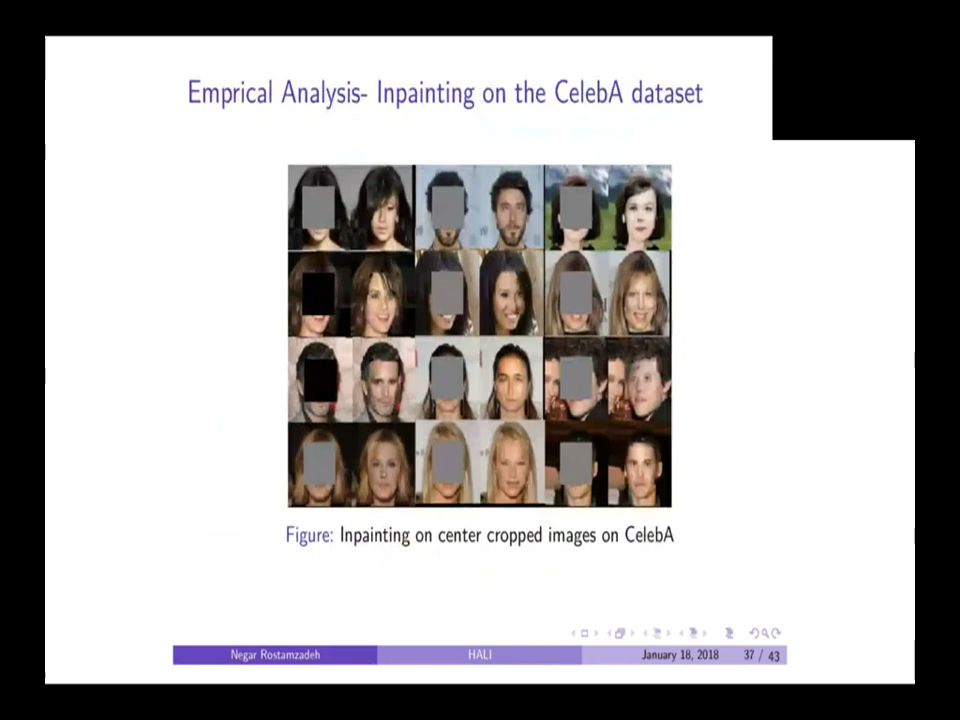 Emprical Analysis- Inpainting on the CelebA dataset
Figure: Inpainting on center cropped images on CelebA
Negar Rostamzadeh HALI January 18, 2018 37 / 43